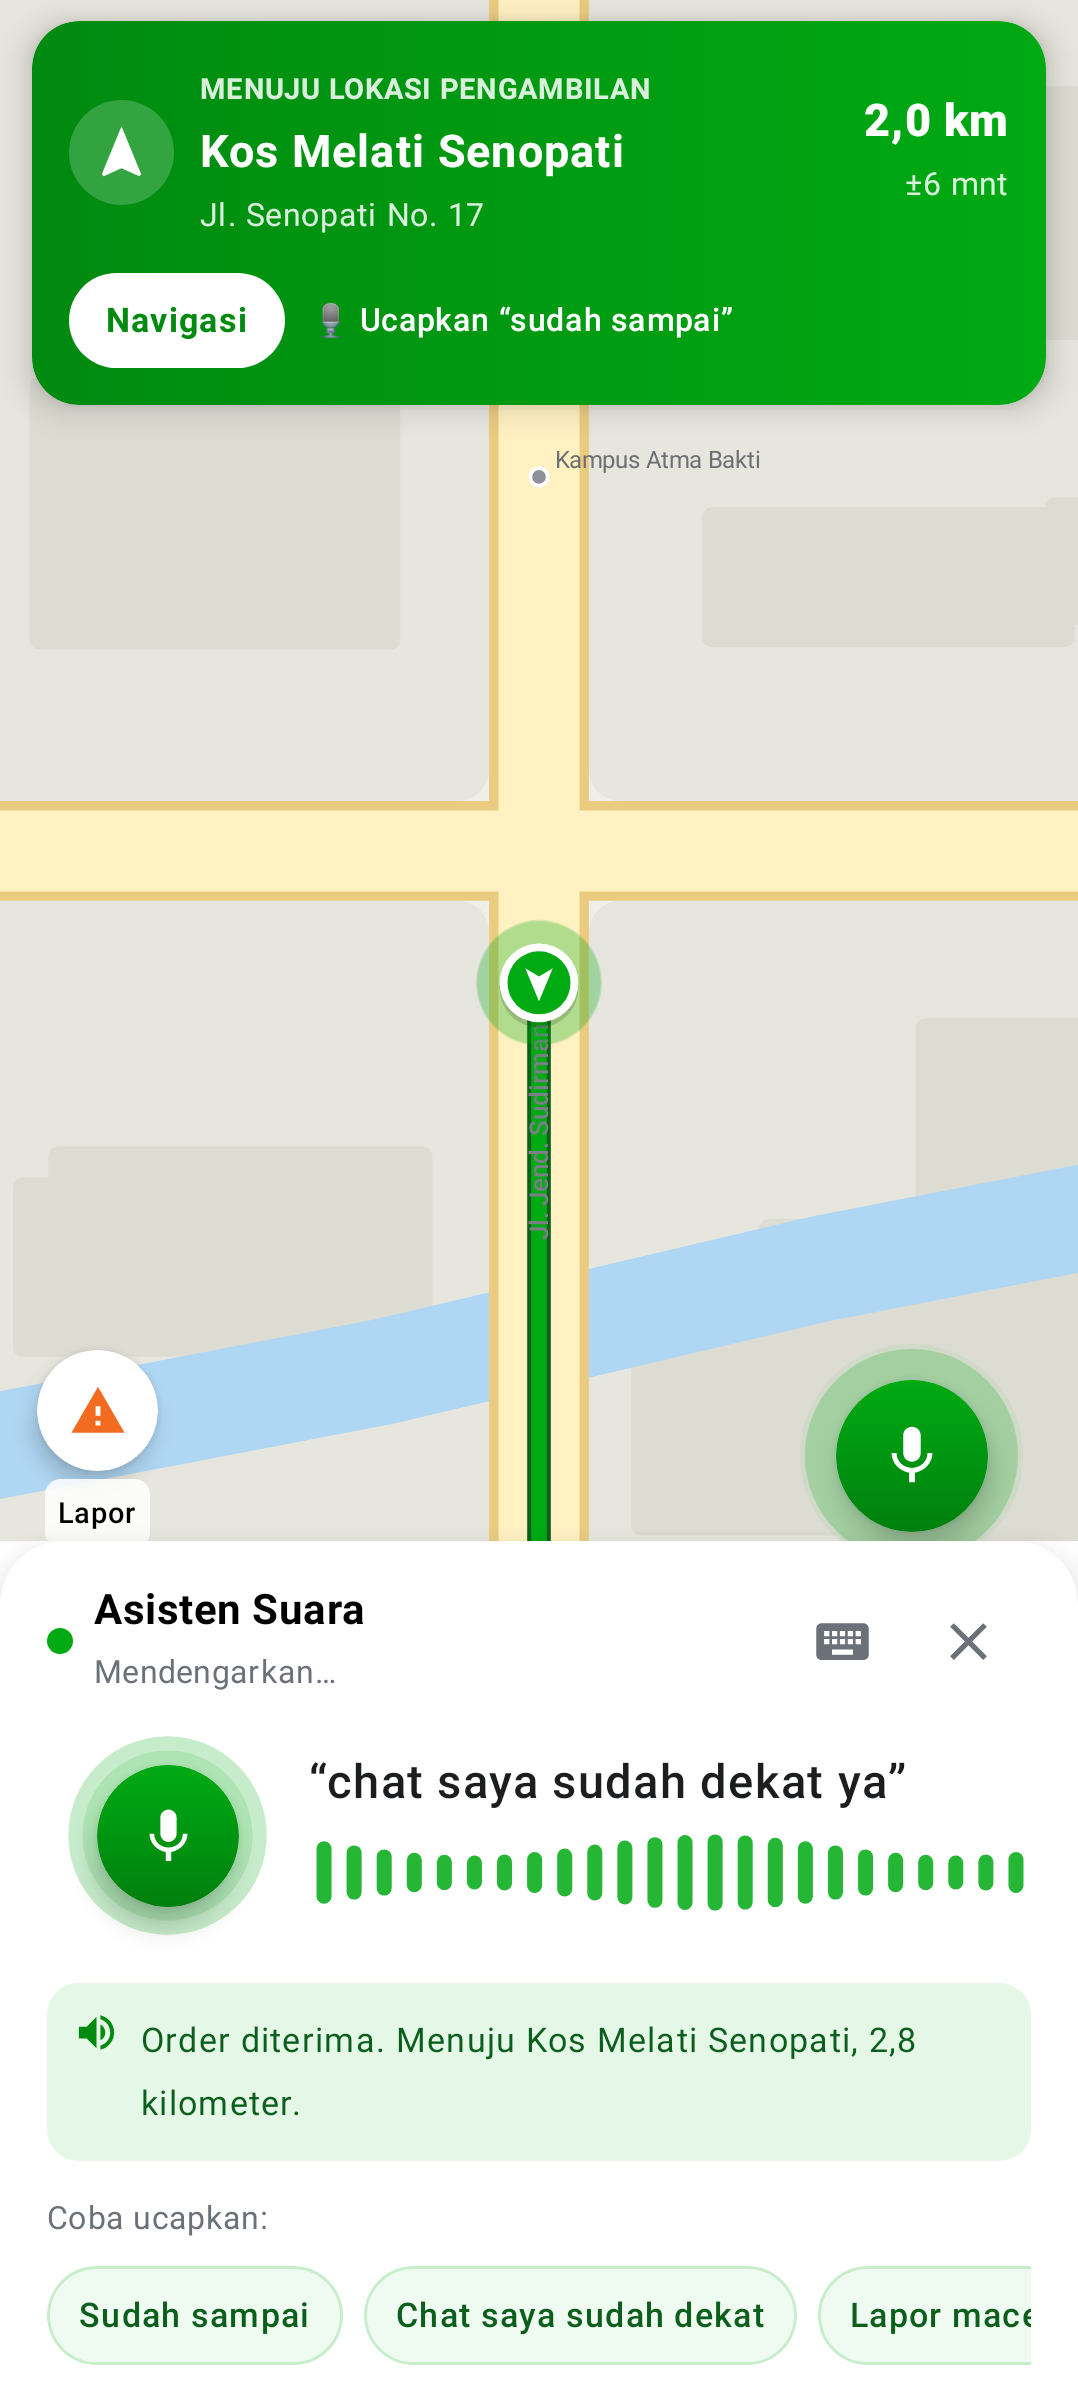 MENUJU LOKASI PENGAMBILAN
Kos Melati Senopati
Jl. Senopati No. 17
2,0 km
±6 mnt
Navigasi
Ucapkan “sudah sampai”
Kampus Atma Bakti
Jl. Jend. Sudirman
Lapor
Asisten Suara
Mendengarkan…
“chat saya sudah dekat ya”
Order diterima. Menuju Kos Melati Senopati, 2,8
kilometer.
Coba ucapkan:
Sudah sampai
Chat saya sudah dekat
Lapor mace